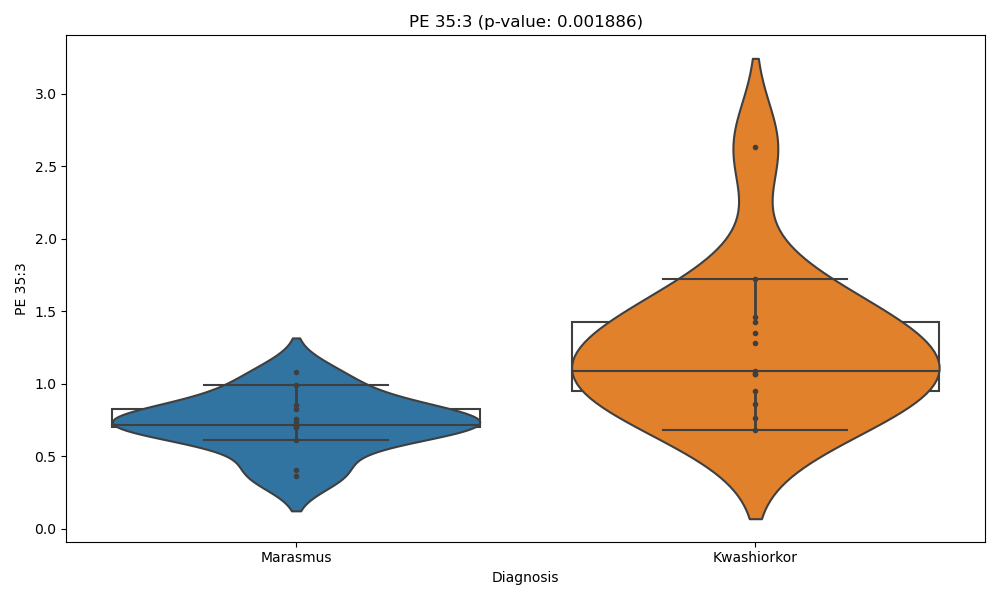 PE 35:3 (p-value: 0.001886)
PE 35:3
3.0
2.5
2.0
1.5
1.0
0.5
0.0
Marasmus
Kwashiorkor
Diagnosis